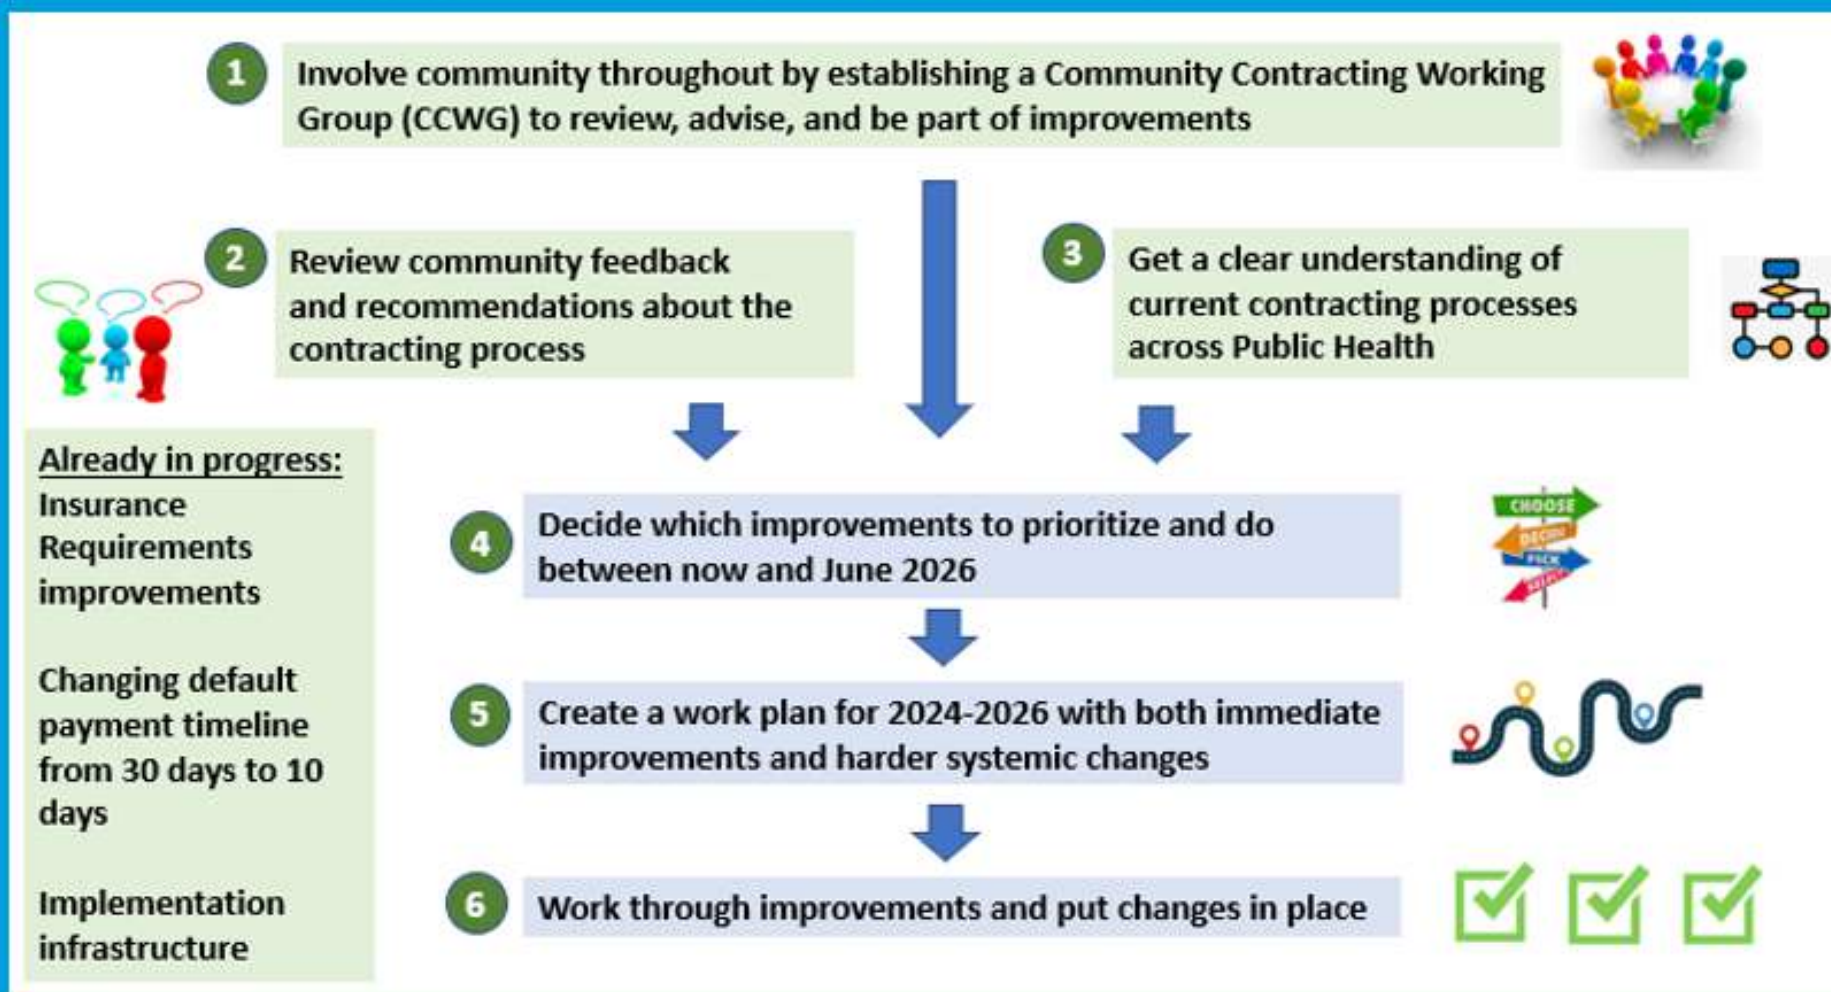 1
Involve community throughout by establishing a Community Contracting Working
Group (CCWG) to review, advise, and be part of improvements
2
Review community feedback
and recommendations about the
contracting process
3
Get a clear understanding of
current contracting processes
across Public Health
Already in progress:
Insurance
Requirements
improvements
Changing default
payment timeline
from 30 days to 10
days
Implementation
infrastructure
4
Decide which improvements to prioritize and do
between now and June 2026
CHOOSE
DECIDE
PICK
SELECT
5
Create a work plan for 2024-2026 with both immediate
improvements and harder systemic changes
6
Work through improvements and put changes in place